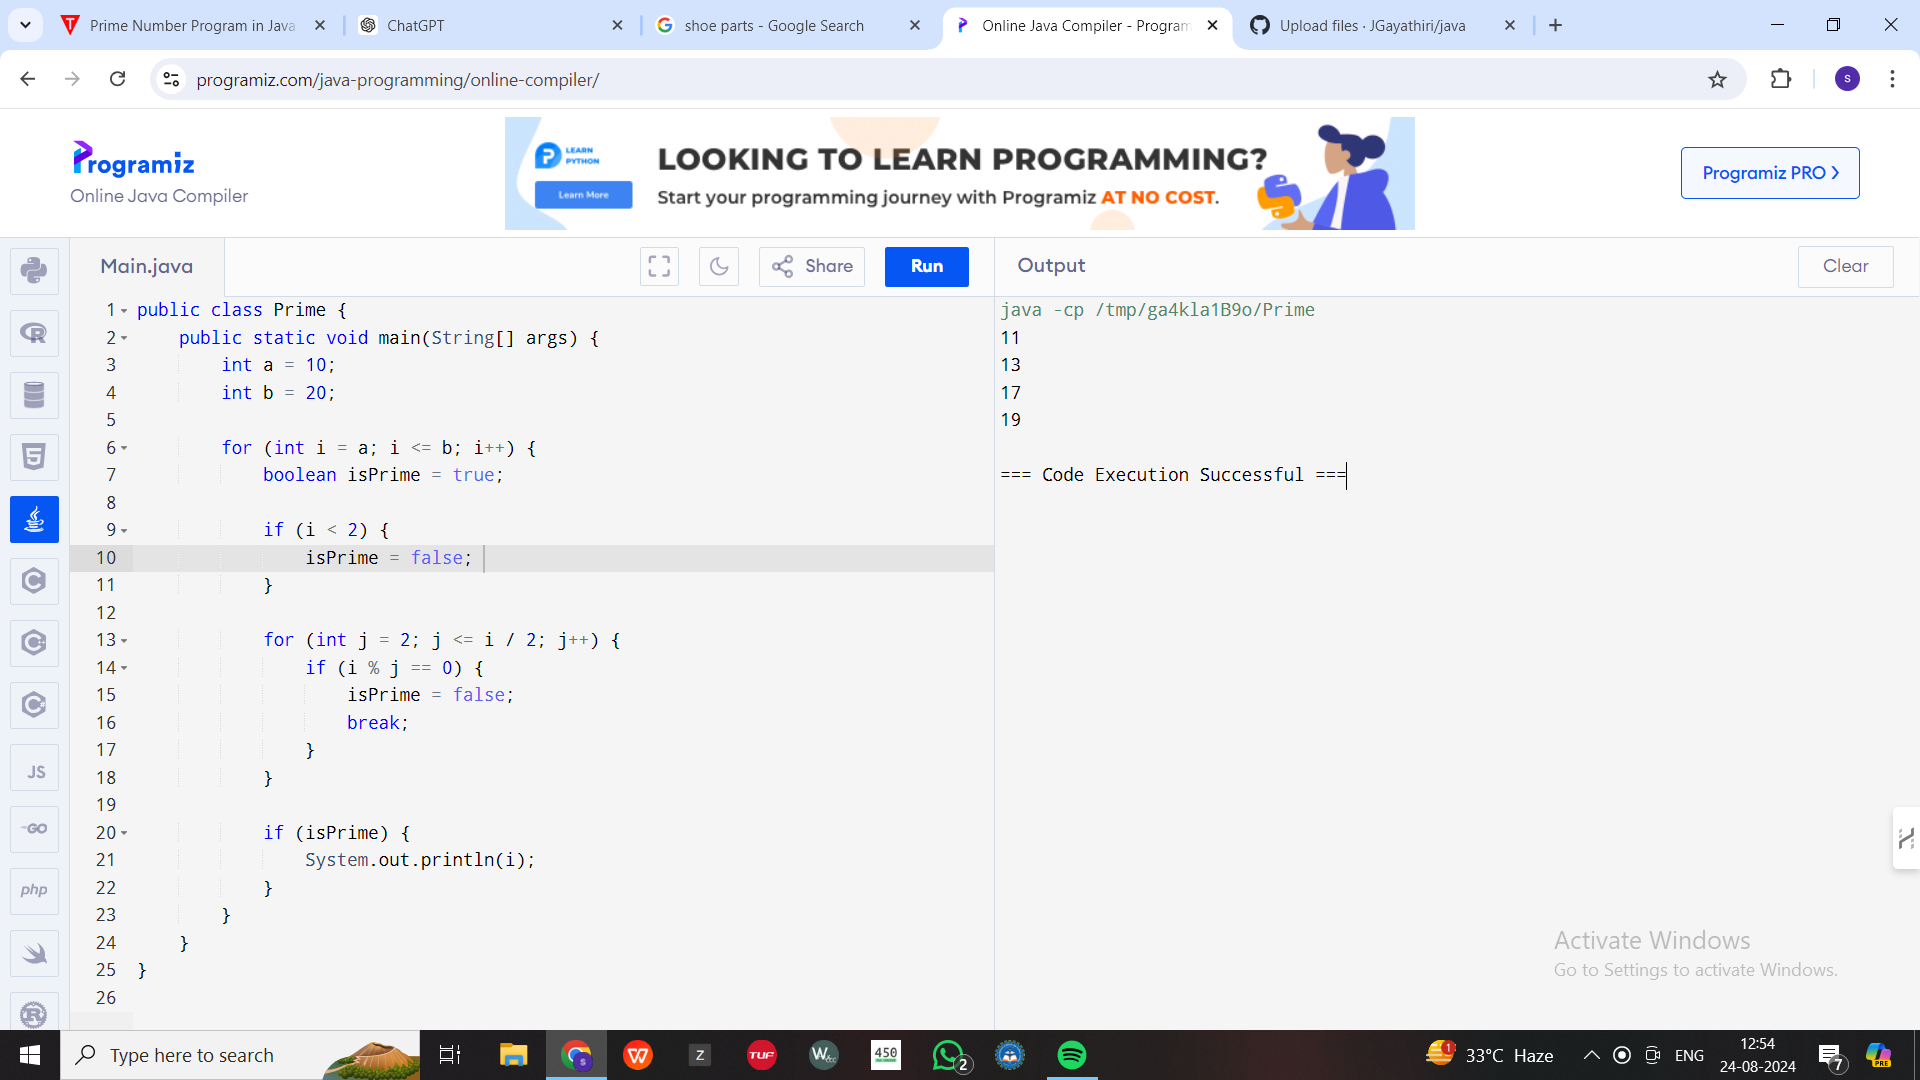 Prime Number Program in Java
ChatGPT
shoe parts - Google Search
Online Java Compiler - Program
Upload files · JGayathiri/java
programiz.com/java-programming/online-compiler/
S
Programiz
Online Java Compiler
LEARN
PYTHON
Learn More
LOOKING TO LEARN PROGRAMMING?
Start your programming journey with Programiz AT NO COST.
Programiz PRO
Main.java
Share
Run
Output
Clear
1 public class Prime {
2     public static void main(String[] args) {
3         int a = 10;
4         int b = 20;
5
6         for (int i = a; i <= b; i++) {
7             boolean isPrime = true;
8
9             if (i < 2) {
10                 isPrime = false;
11             }
12
13             for (int j = 2; j <= i / 2; j++) {
14                 if (i % j == 0) {
15                     isPrime = false;
16                     break;
17                 }
18             }
19
20             if (isPrime) {
21                 System.out.println(i);
22             }
23         }
24     }
25 }
26
java -cp /tmp/ga4kla1B9o/Prime
11
13
17
19
=== Code Execution Successful ===
JS
GO
php
Activate Windows
Go to Settings to activate Windows.
Type here to search
Z
TUF
450
2
1
33°C Haze
ENG
12:54
24-08-2024
7
PRE